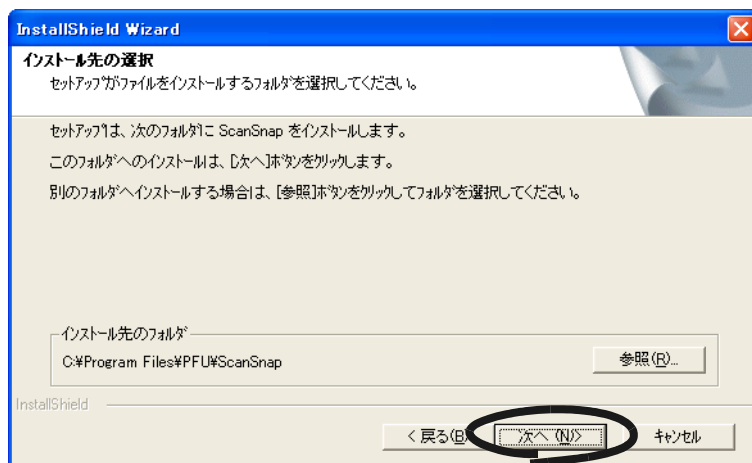 InstallShield Wizard
インストール先の選択
セットアップがファイルをインストールするフォルダを選択してください。
セットアップは、次のフォルダに ScanSnap をインストールします。
このフォルダへのインストールは、[次へ]ボタンをクリックします。
別のフォルダへインストールする場合は、[参照]ボタンをクリックしてフォルダを選択してください。
インストール先のフォルダ
C:¥Program Files¥PFU¥ScanSnap
参照(R)...
InstallShield
< 戻る(B)
次へ (N)>
キャンセル